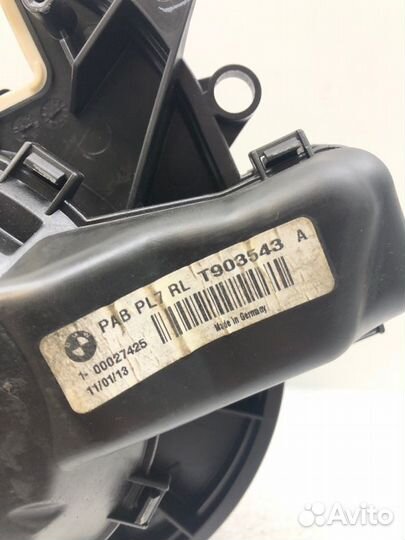 PAB PL7 RL T903543 A
1- 00027425
11/01/13
Made in Germany
Avito